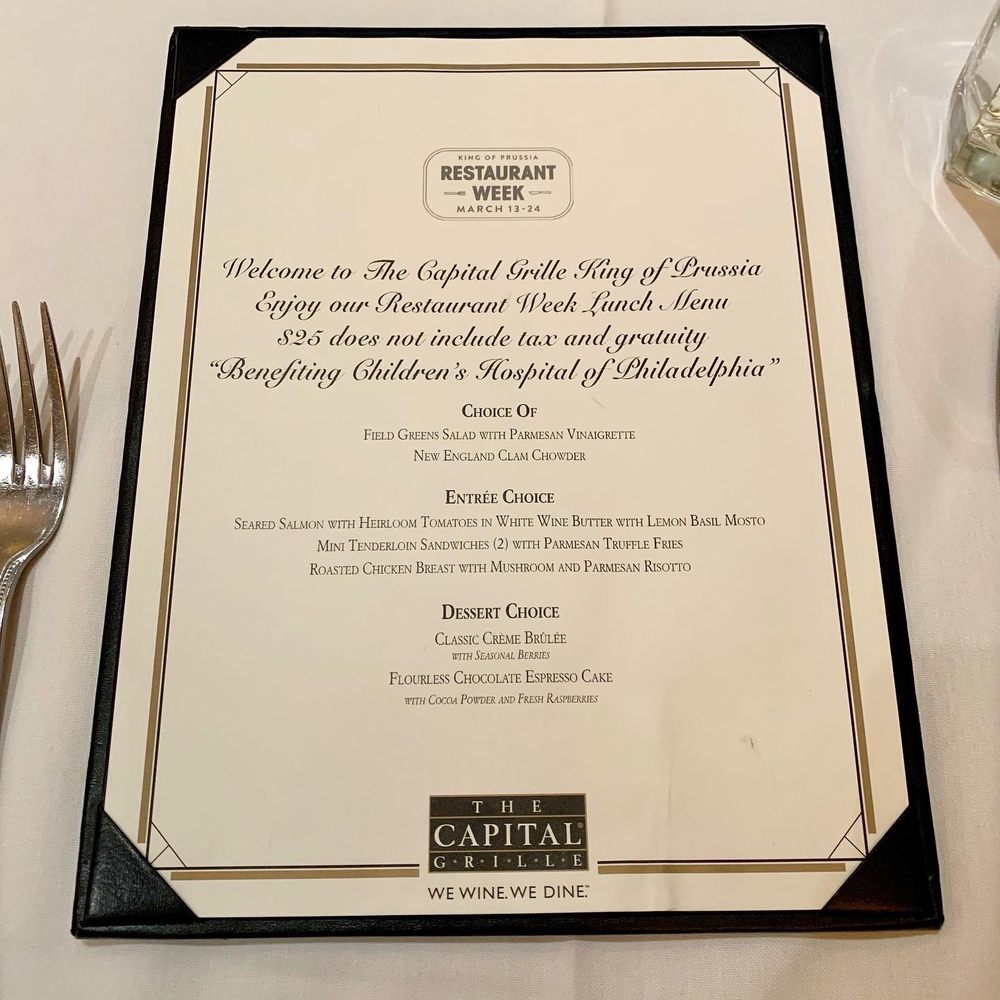 KING OF PRUSSIA
RESTAURANT
WEEK
MARCH 13-24
Welcome to The Capital Grille King of Prussia
Enjoy our Restaurant Week Lunch Menu
$25 does not include tax and gratuity
"Benefiting Children's Hospital of Philadelphia"
CHOICE OF
FIELD GREENS SALAD WITH PARMESAN VINAIGRETTE
NEW ENGLAND CLAM CHOWDER
ENTRÉE CHOICE
SEARED SALMON WITH HEIRLOOM TOMATOES IN WHITE WINE BUTTER WITH LEMON BASIL MOSTO
MINI TENDERLOIN SANDWICHES (2) WITH PARMESAN TRUFFLE FRIES
ROASTED CHICKEN BREAST WITH MUSHROOM AND PARMESAN RISOTTO
DESSERT CHOICE
CLASSIC CRÈME BRÛLÉE
WITH SEASONAL BERRIES
FLOURLESS CHOCOLATE ESPRESSO CAKE
WITH COCOA POWDER AND FRESH RASPBERRIES
THE
CAPITAL®
G·R·I·L·L·E
WE WINE. WE DINE.™